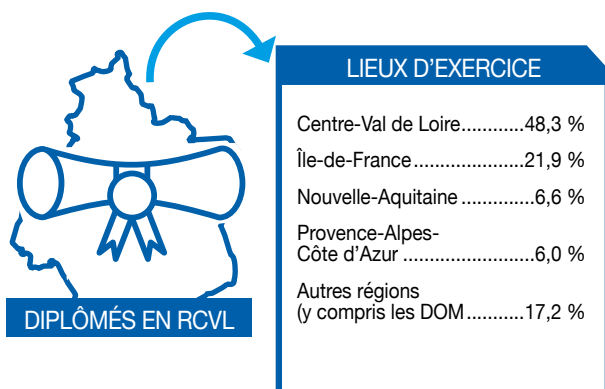 LIEUX D'EXERCICE
Centre-Val de Loire............48,3 %
Île-de-France......................21,9 %
Nouvelle-Aquitaine..............6,6 %
Provence-Alpes-
Côte d'Azur.........................6,0 %
Autres régions
(y compris les DOM...........17,2 %
DIPLÔMÉS EN RCVL